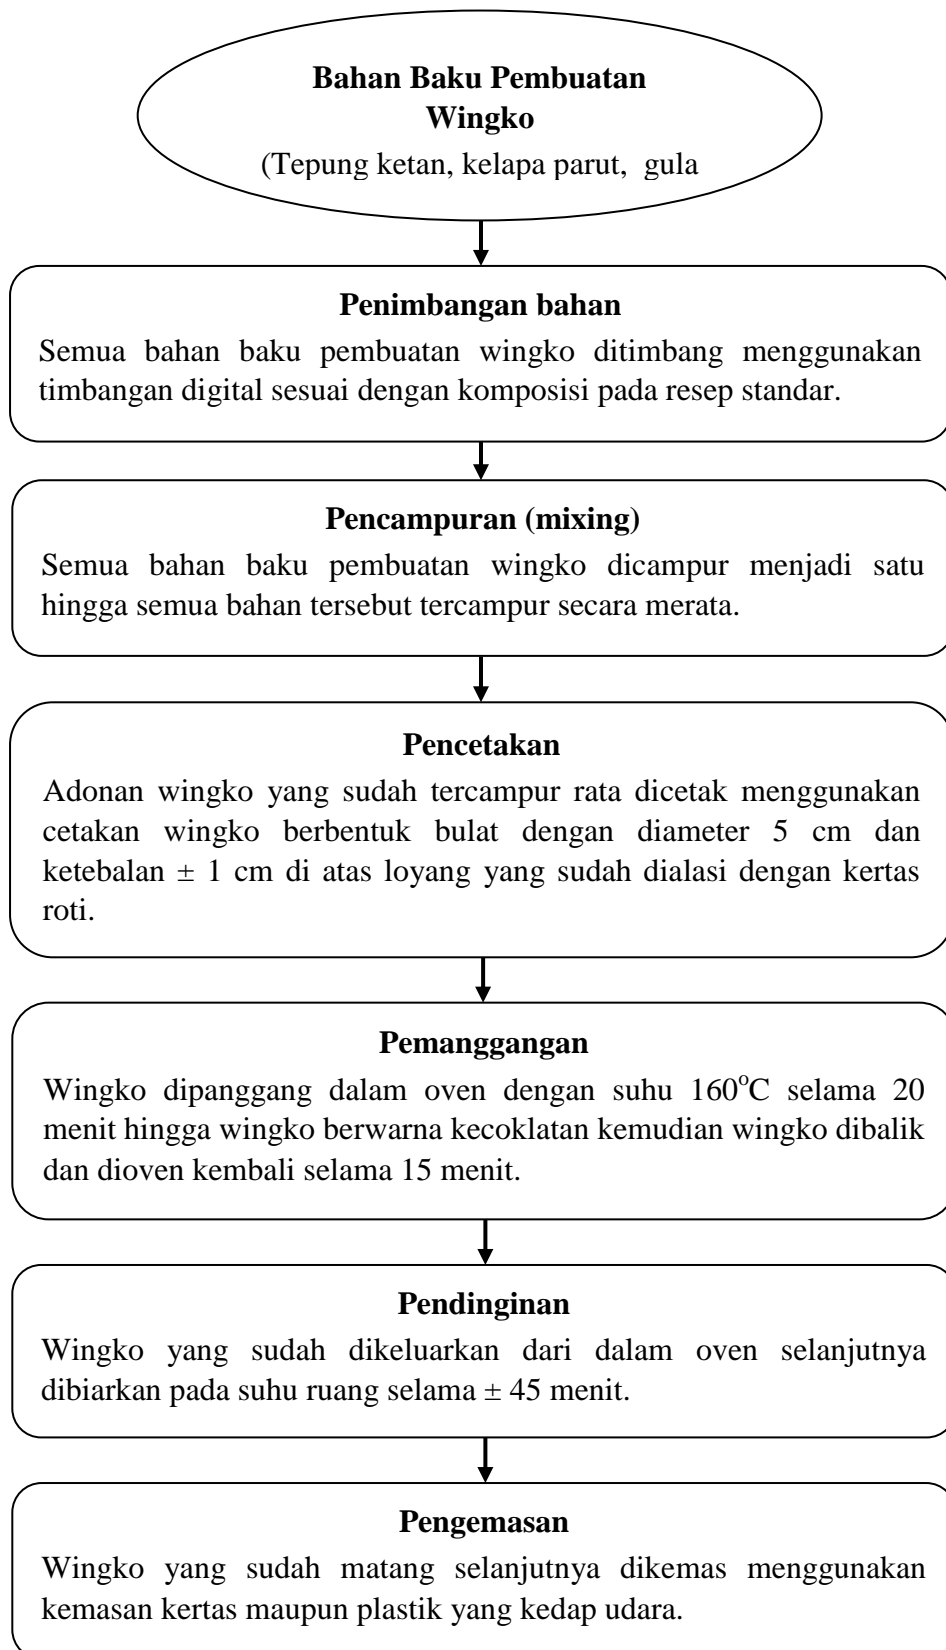 Bahan Baku Pembuatan
Wingko
(Tepung ketan, kelapa parut, gula
Penimbangan bahan
Semua bahan baku pembuatan wingko ditimbang menggunakan
timbangan digital sesuai dengan komposisi pada resep standar.
Pencampuran (mixing)
Semua bahan baku pembuatan wingko dicampur menjadi satu
hingga semua bahan tersebut tercampur secara merata.
Pencetakan
Adonan wingko yang sudah tercampur rata dicetak menggunakan
cetakan wingko berbentuk bulat dengan diameter 5 cm dan
ketebalan ± 1 cm di atas loyang yang sudah dialasi dengan kertas
roti.
Pemanggangan
Wingko dipanggang dalam oven dengan suhu 160°C selama 20
menit hingga wingko berwarna kecoklatan kemudian wingko dibalik
dan dioven kembali selama 15 menit.
Pendinginan
Wingko yang sudah dikeluarkan dari dalam oven selanjutnya
dibiarkan pada suhu ruang selama ± 45 menit.
Pengemasan
Wingko yang sudah matang selanjutnya dikemas menggunakan
kemasan kertas maupun plastik yang kedap udara.